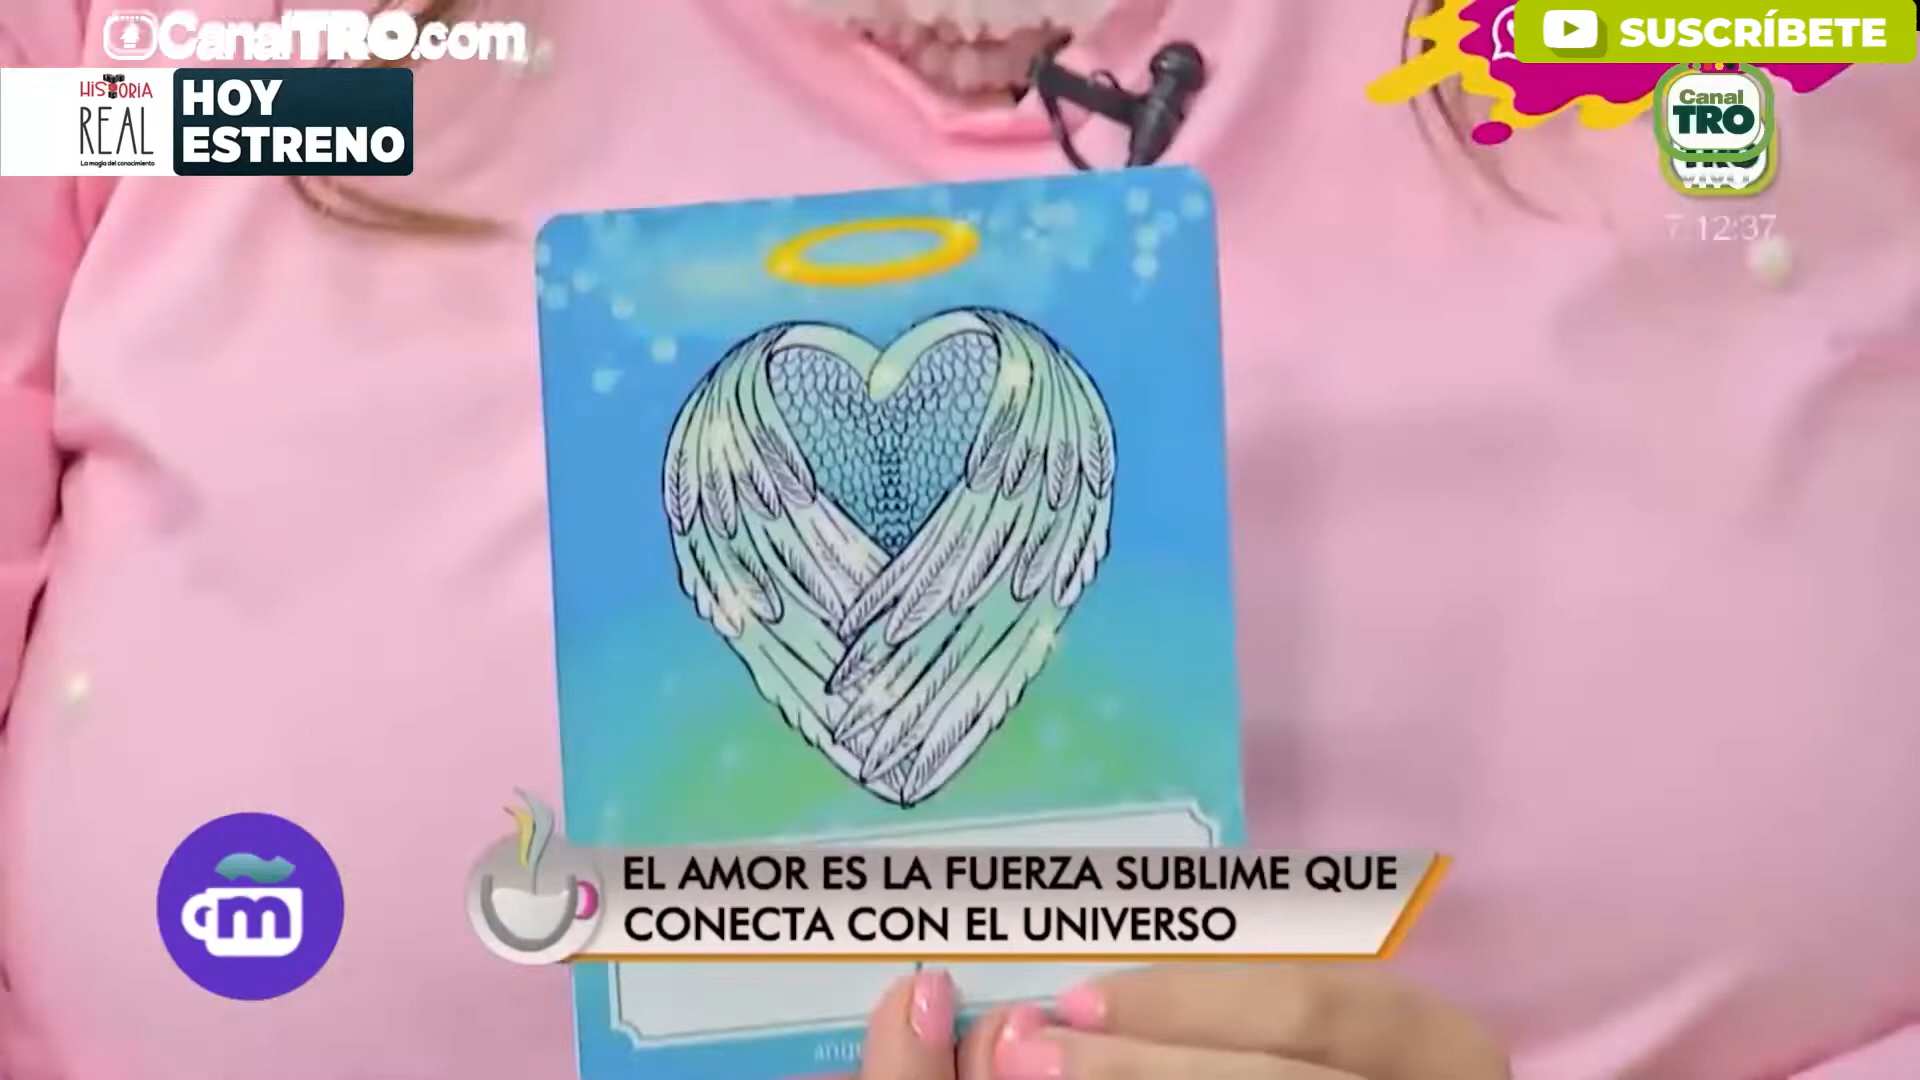 CanalTRO.com
SUSCRÍBETE
HISTORIA
REAL
La magia del conocimiento
HOY
ESTRENO
Canal
TRO
VIVO
7:12:37
EL AMOR ES LA FUERZA SUBLIME QUE
CONECTA CON EL UNIVERSO
m